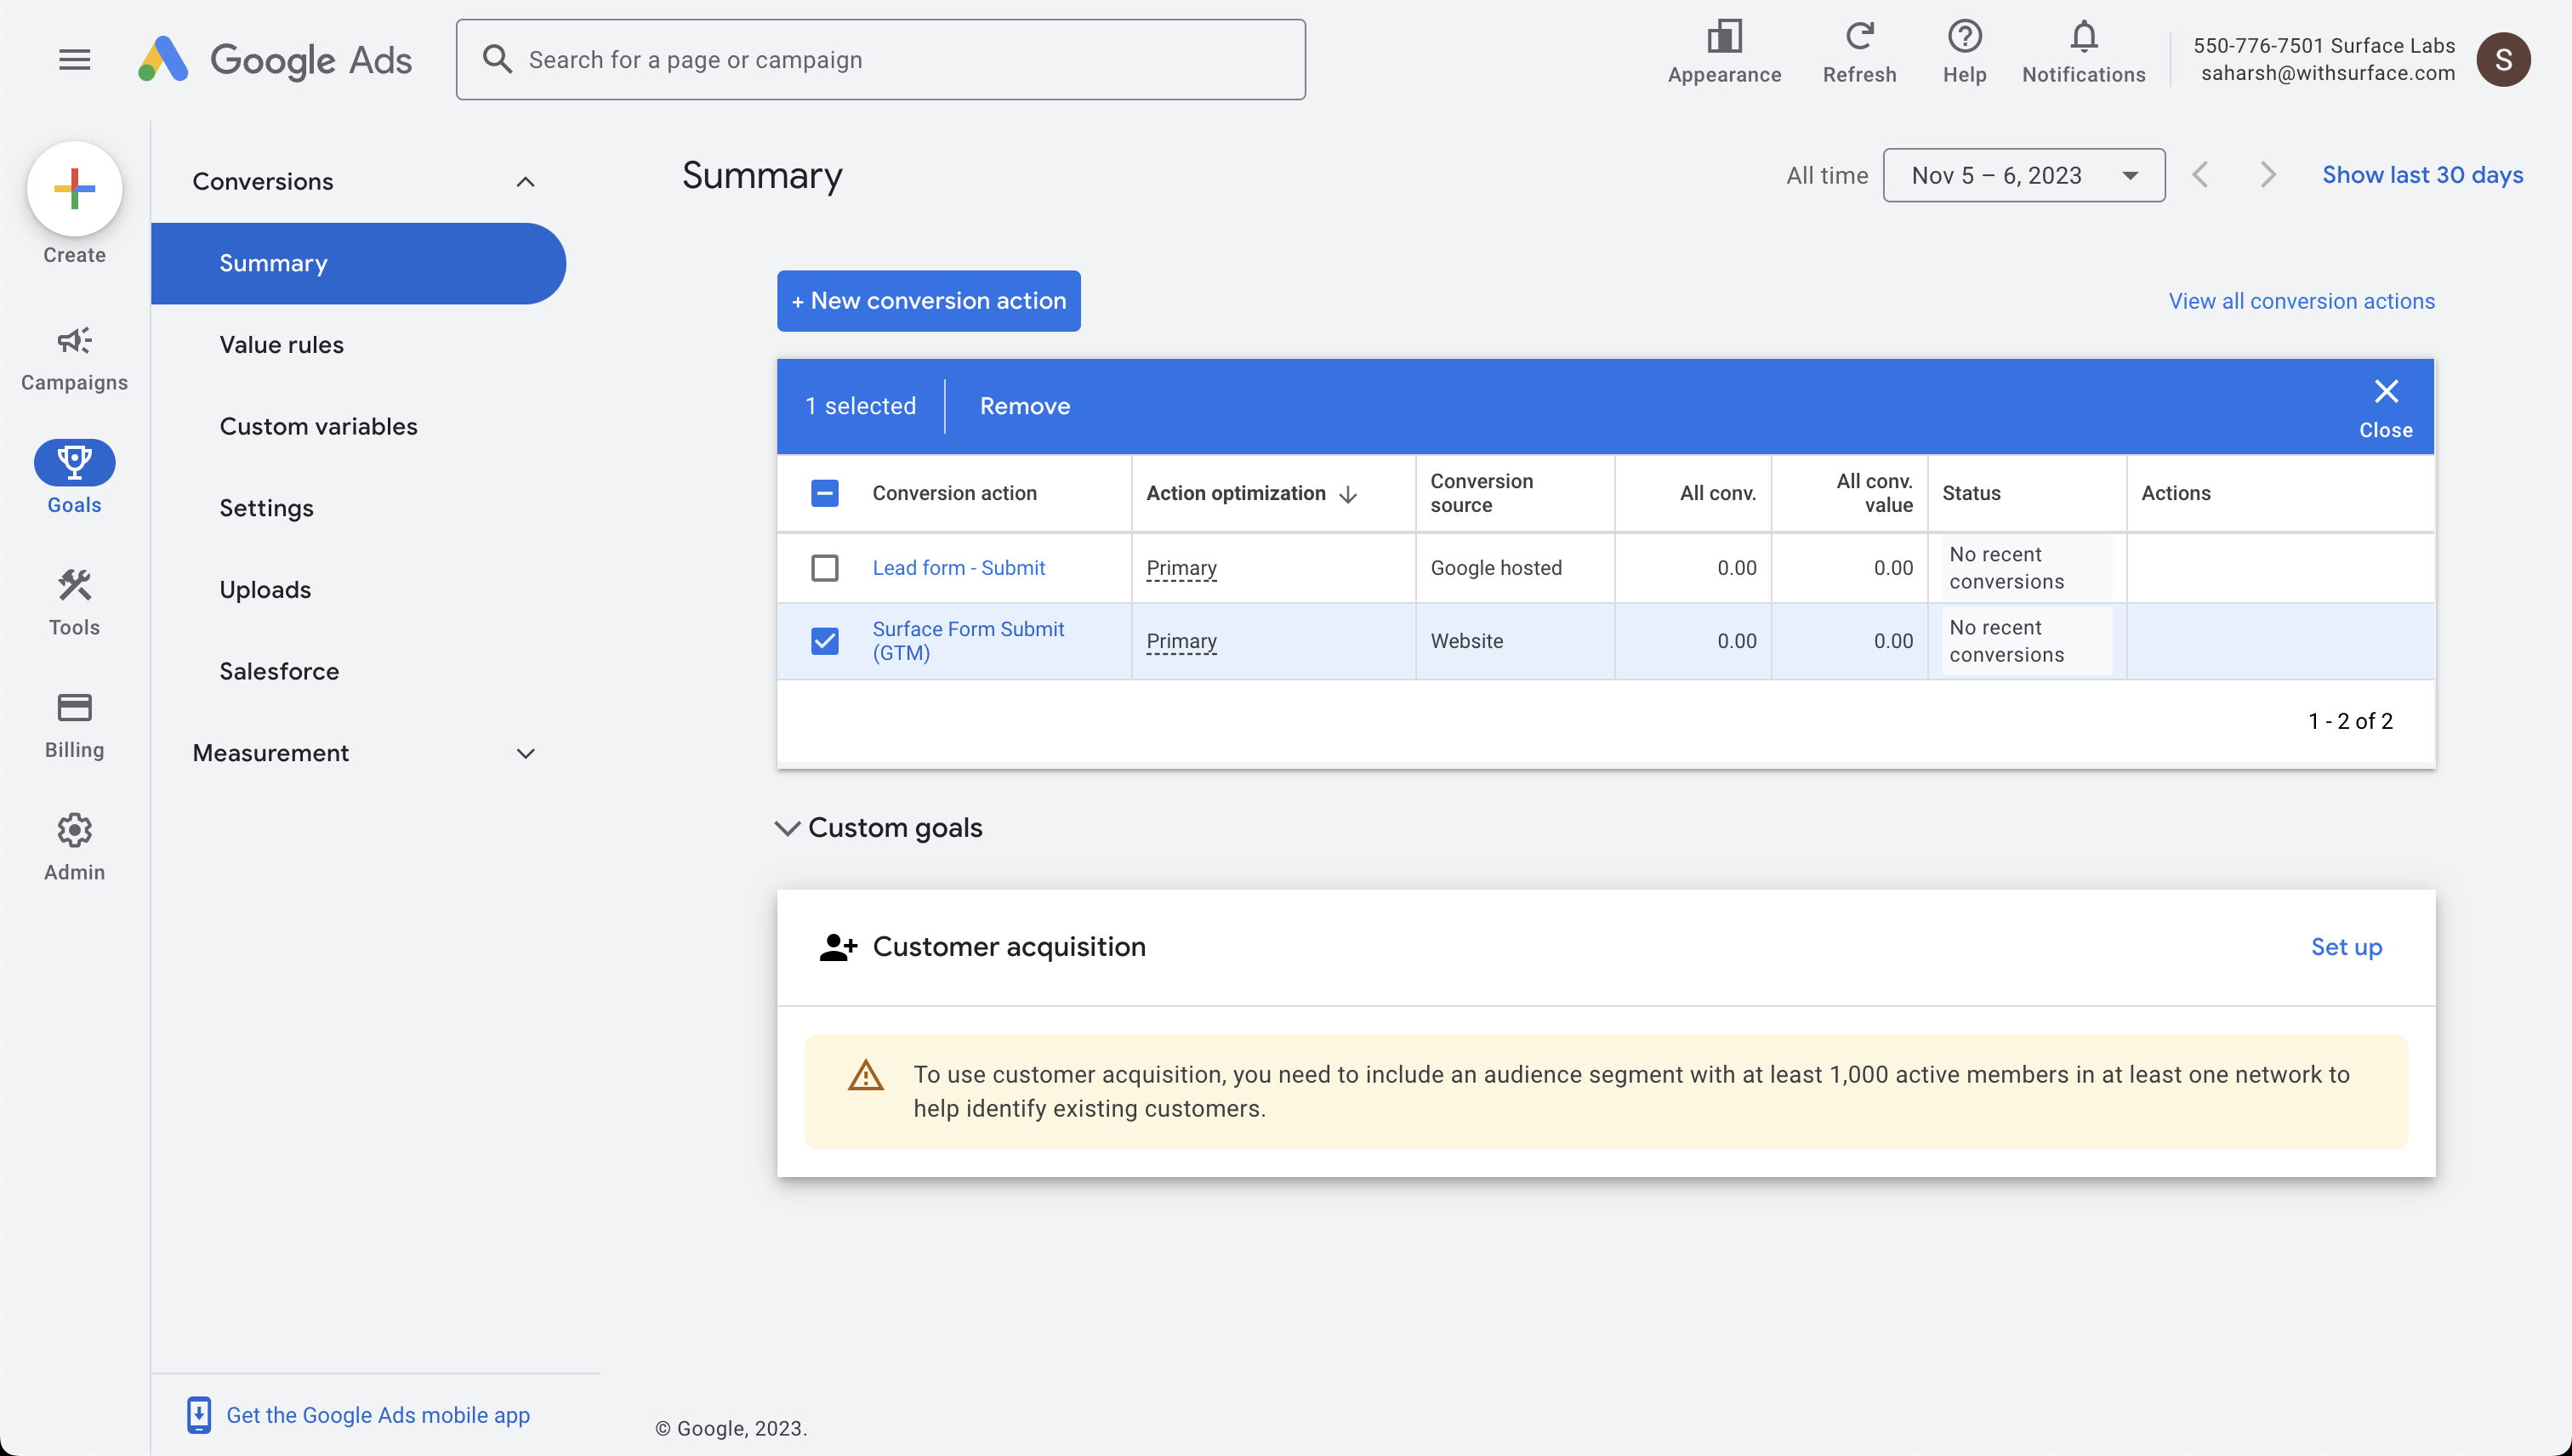 Google Ads
Search for a page or campaign
Appearance
Refresh
Help
Notifications
550-776-7501 Surface Labs
saharsh@withsurface.com
S
Create
Campaigns
Goals
Tools
Billing
Admin
Conversions
Summary
Value rules
Custom variables
Settings
Uploads
Salesforce
Measurement
Get the Google Ads mobile app
Summary
All time
Nov 5 – 6, 2023
Show last 30 days
+ New conversion action
View all conversion actions
1 selected
Remove
Close
Conversion action
Action optimization
Conversion
source
All conv.
All conv.
value
Status
Actions
Lead form - Submit
Primary
Google hosted
0.00
0.00
No recent
conversions
Surface Form Submit
(GTM)
Primary
Website
0.00
0.00
No recent
conversions
1 - 2 of 2
Custom goals
Customer acquisition
Set up
To use customer acquisition, you need to include an audience segment with at least 1,000 active members in at least one network to
help identify existing customers.
© Google, 2023.